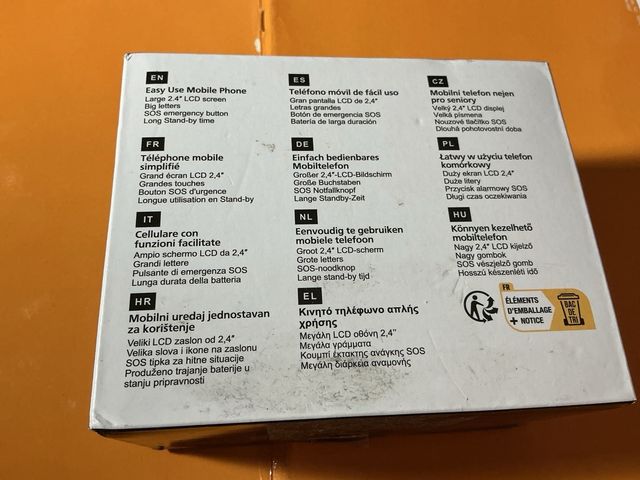 EN
Easy Use Mobile Phone
Large 2.4" LCD screen
Big letters
SOS emergency button
Long Stand-by time
ES
Teléfono móvil de fácil uso
Gran pantalla LCD de 2,4"
Letras grandes
Botón de emergencia SOS
Batería de larga duración
CZ
Mobilní telefon nejen
pro seniory
Velký 2,4" LCD displej
Velká písmena
Nouzové tlačítko SOS
Dlouhá pohotovostní doba
FR
Téléphone mobile
simplifié
Grand écran LCD 2,4"
Grandes touches
Bouton SOS d'urgence
Longue utilisation en Stand-by
DE
Einfach bedienbares
Mobiltelefon
Großer 2,4"-LCD-Bildschirm
Große Buchstaben
SOS Notfallknopf
Lange Standby-Zeit
PL
Łatwy w użyciu telefon
komórkowy
Duży ekran LCD 2,4"
Duże litery
Przycisk alarmowy SOS
Długi czas oczekiwania
IT
Cellulare con
funzioni facilitate
Ampio schermo LCD da 2,4"
Grandi lettere
Pulsante di emergenza SOS
Lunga durata della batteria
NL
Eenvoudig te gebruiken
mobiele telefoon
Groot 2,4" LCD-scherm
Grote letters
SOS-noodknop
Lange stand-by tijd
HU
Könnyen kezelhető
mobiltelefon
Nagy 2,4" LCD kijelző
Nagy gombok
SOS vészjelző gomb
Hosszú készenléti idő
HR
Mobilni uređaj jednostavan
za korištenje
Veliki LCD zaslon od 2,4"
Velika slova i ikone na zaslonu
SOS tipka za hitne situacije
Produženo trajanje baterije u
stanju pripravnosti
EL
Κινητό τηλέφωνο απλής
χρήσης
Μεγάλη LCD οθόνη 2,4"
Μεγάλα γράμματα
Κουμπί έκτακτης ανάγκης SOS
Μεγάλη διάρκεια αναμονής
FR
ÉLÉMENTS
D'EMBALLAGE
+ NOTICE
BAC
DE
TRI